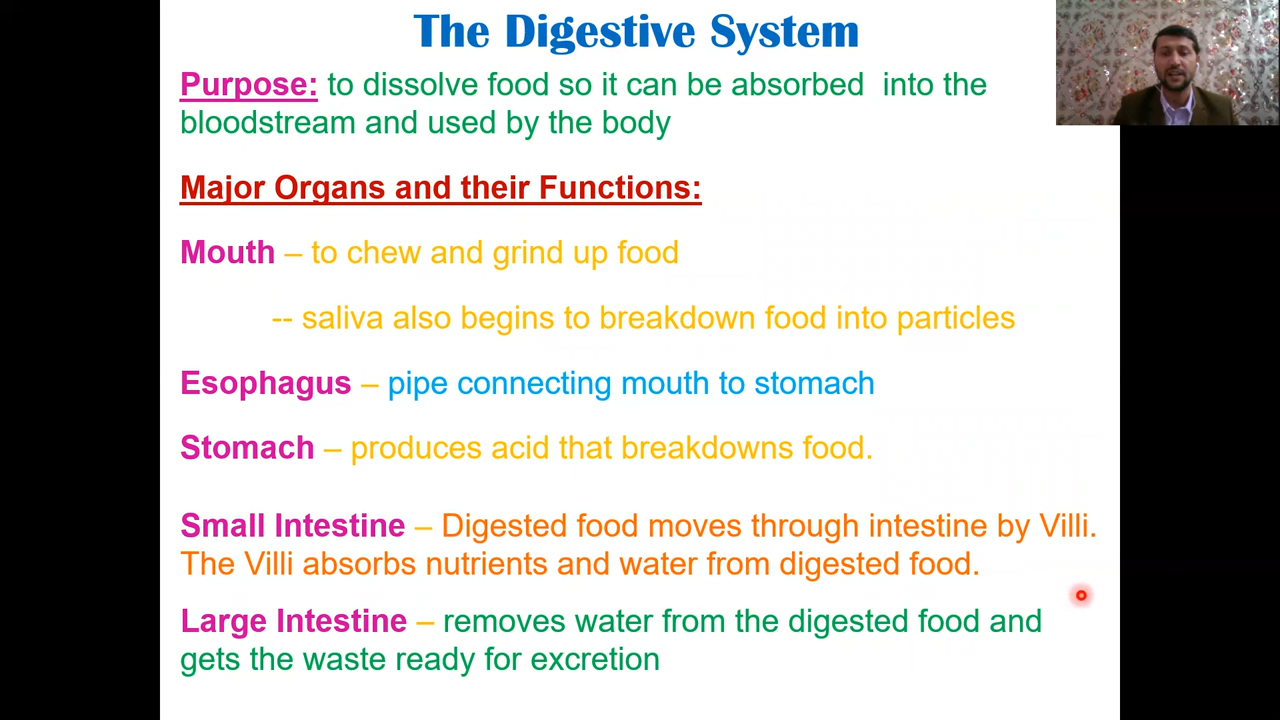 The Digestive System
Purpose: to dissolve food so it can be absorbed  into the
bloodstream and used by the body
Major Organs and their Functions:
Mouth – to chew and grind up food
-- saliva also begins to breakdown food into particles
Esophagus – pipe connecting mouth to stomach
Stomach – produces acid that breakdowns food.
Small Intestine – Digested food moves through intestine by Villi.
The Villi absorbs nutrients and water from digested food.
Large Intestine – removes water from the digested food and
gets the waste ready for excretion